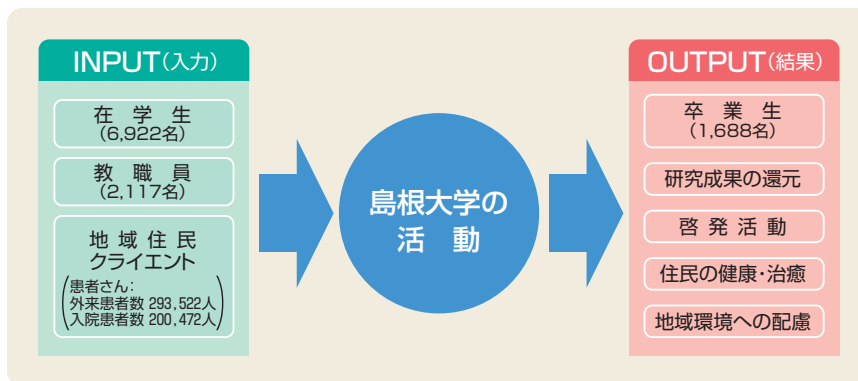 INPUT(入力)
在学生
(6,922名)
教職員
(2,117名)
地域住民
クライエント
(患者さん:
外来患者数 293,522人
入院患者数 200,472人)
島根大学の
活動
OUTPUT(結果)
卒業生
(1,688名)
研究成果の還元
啓発活動
住民の健康・治癒
地域環境への配慮